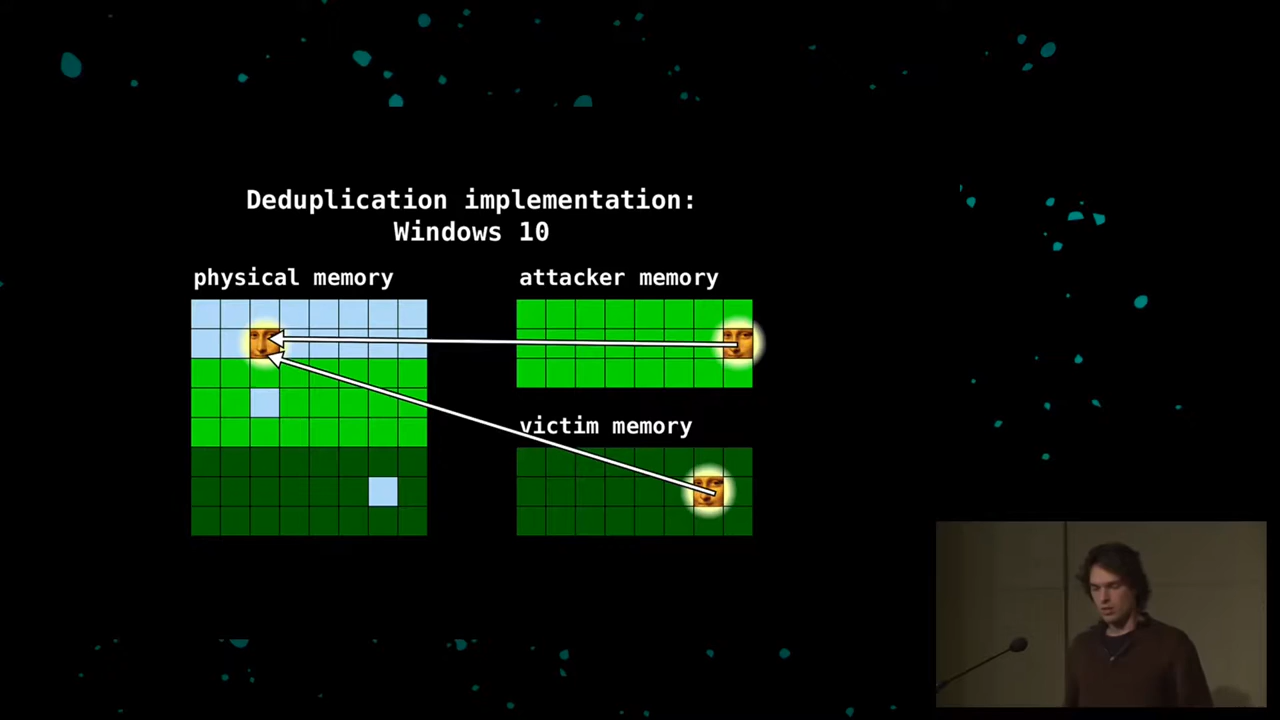 Deduplication implementation:
Windows 10
physical memory
attacker memory
victim memory